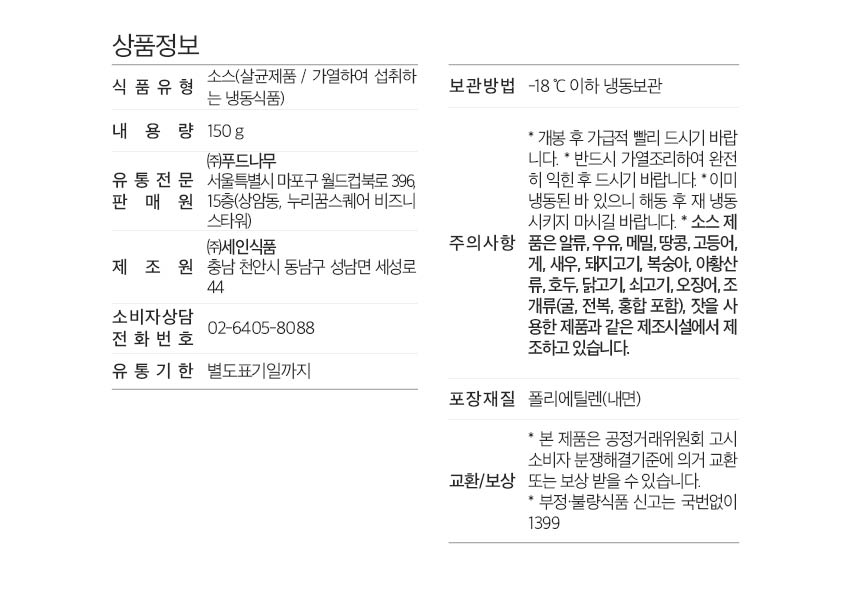 상품정보
식품유형 소스(살균제품 / 가열하여 섭취하
는 냉동식품)
내용량 150 g
㈜푸드나무
유통전문 서울특별시 마포구 월드컵북로 396,
판매원 15층(상암동, 누리꿈스퀘어 비즈니
스타워)
㈜세인식품
제조원 충남 천안시 동남구 성남면 세성로
44
소비자상담
전화번호 02-6405-8088
유통기한 별도표기일까지
보관방법 -18 ℃ 이하 냉동보관
* 개봉 후 가급적 빨리 드시기 바랍
니다. * 반드시 가열조리하여 완전
히 익힌 후 드시기 바랍니다. * 이미
냉동된 바 있으니 해동 후 재 냉동
시키지 마시길 바랍니다. * 소스 제
주의사항 품은 알류, 우유, 메밀, 땅콩, 고등어,
게, 새우, 돼지고기, 복숭아, 아황산
류, 호두, 닭고기, 쇠고기, 오징어, 조
개류(굴, 전복, 홍합 포함), 잣을 사
용한 제품과 같은 제조시설에서 제
조하고 있습니다.
포장재질 폴리에틸렌(내면)
* 본 제품은 공정거래위원회 고시
소비자 분쟁해결기준에 의거 교환
교환/보상 또는 보상 받을 수 있습니다.
* 부정·불량식품 신고는 국번없이
1399